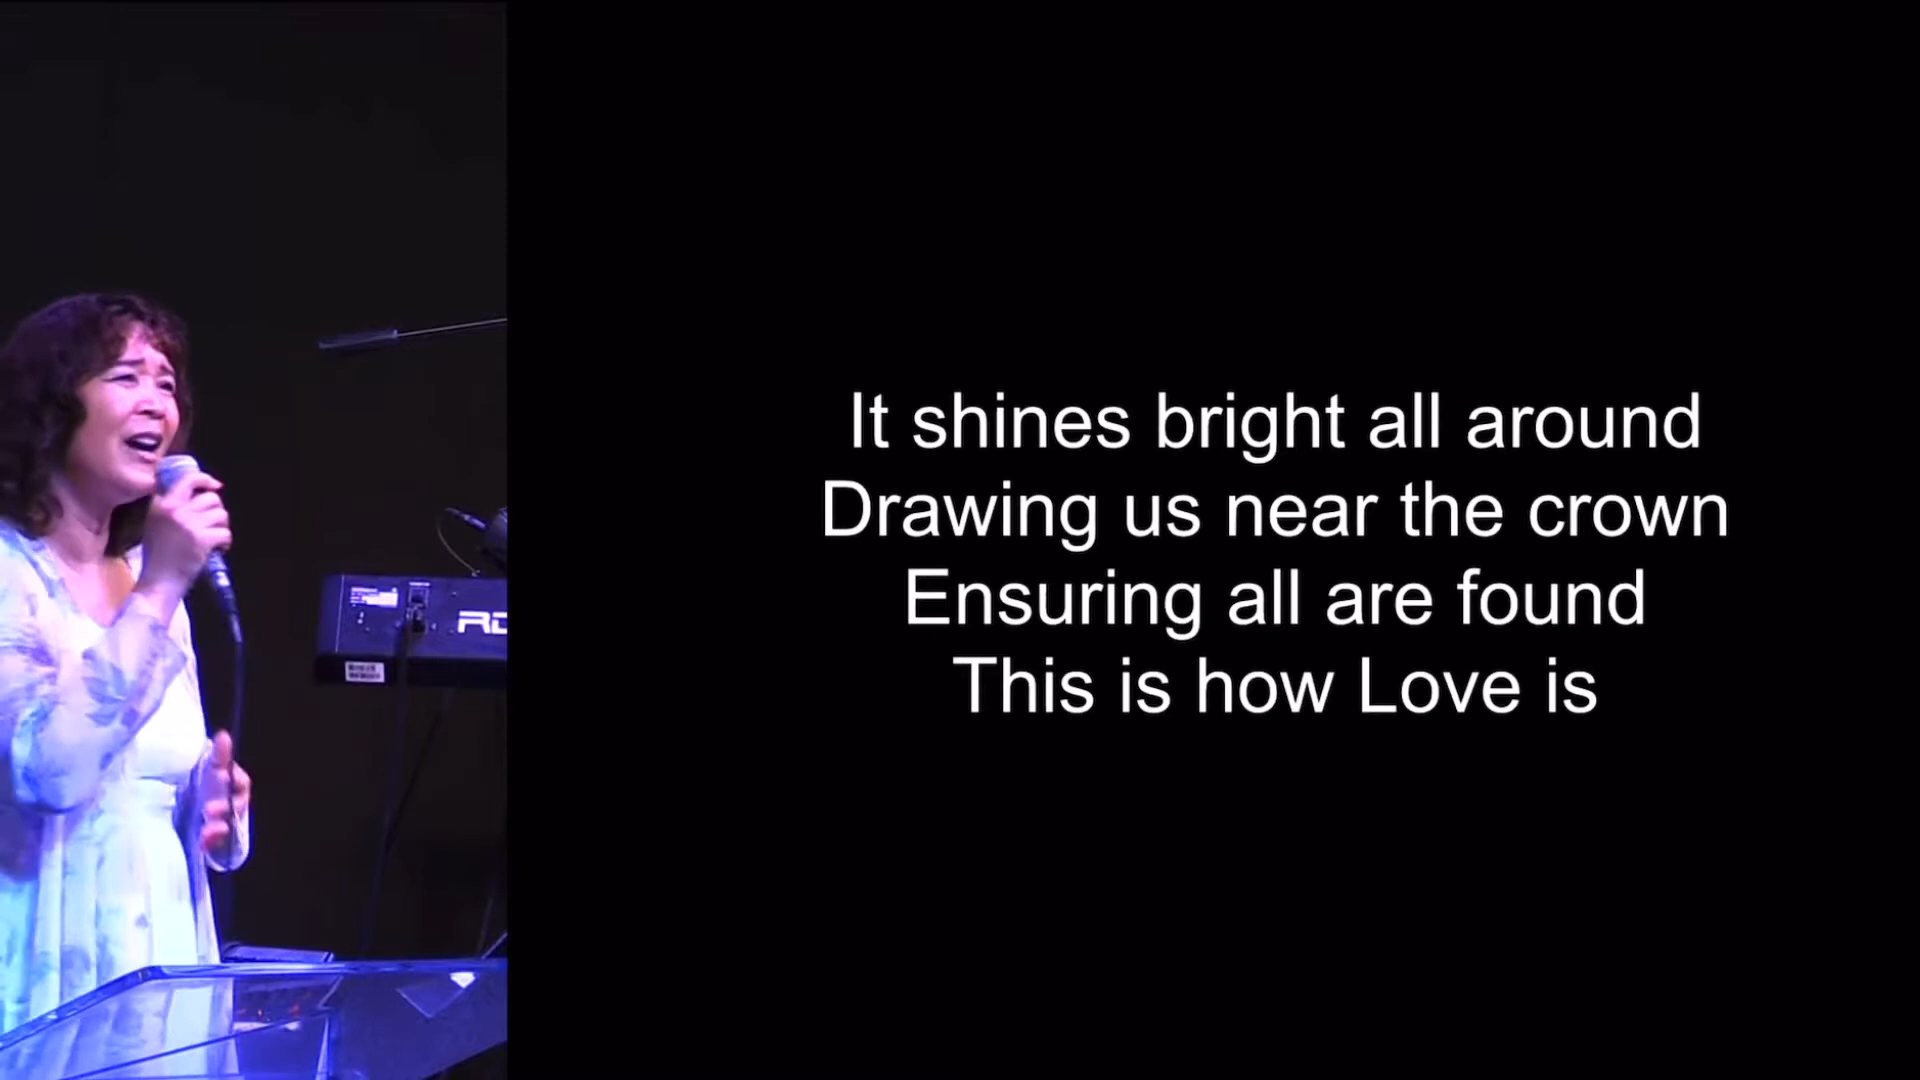 It shines bright all around
Drawing us near the crown
Ensuring all are found
This is how Love is